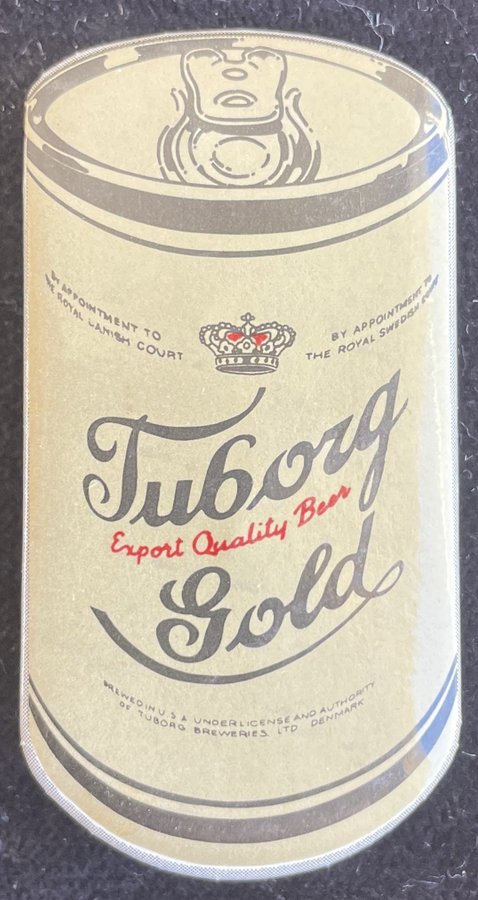 BY APPOINTMENT TO
THE ROYAL DANISH COURT
BY APPOINTMENT TO
THE ROYAL SWEDISH COURT
Tuborg
Export Quality Beer
Gold
BREWED IN U S A UNDER LICENSE AND AUTHORITY
OF TUBORG BREWERIES. LTD DENMARK